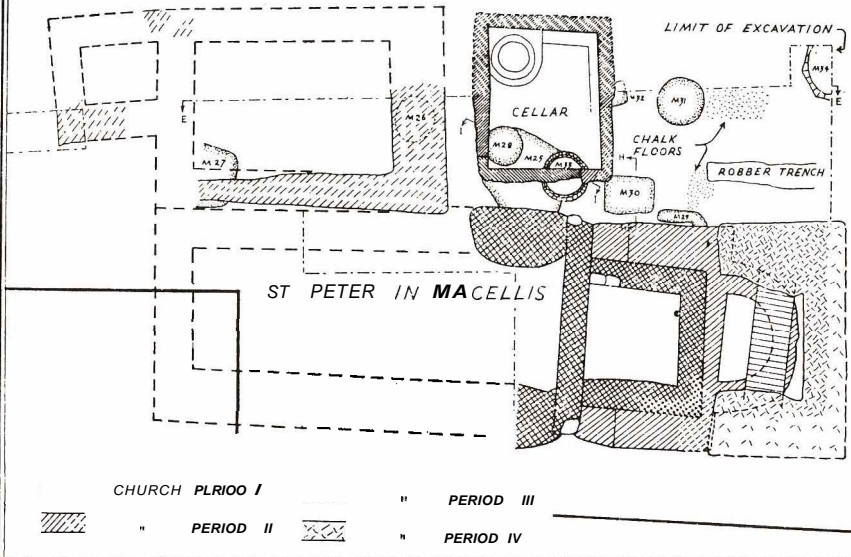 LIMIT OF EXCAVATION
M34
E
E
M26
CELLAR
M32
M31
M28
M25
M33
CHALK
FLOORS
H
M27
ROBBER TRENCH
M30
M29
ST PETER IN MACELLIS
CHURCH PLRIOO I
" PERIOD III
" PERIOD II
" PERIOD IV